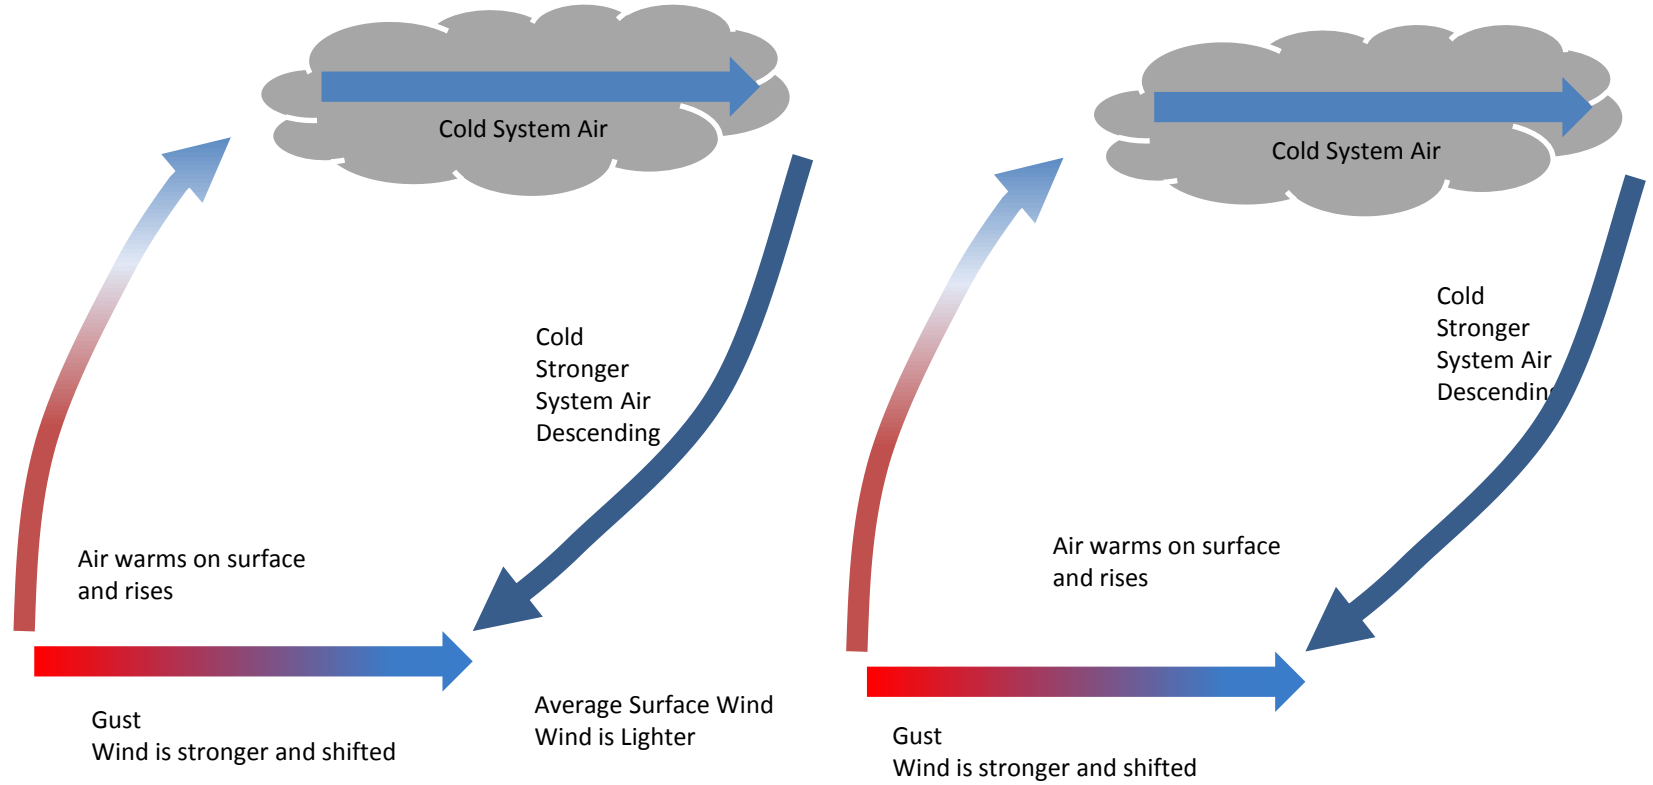 Cold System Air
Cold
Stronger
System Air
Descending
Air warms on surface
and rises
Gust
Wind is stronger and shifted
Average Surface Wind
Wind is Lighter
Cold System Air
Cold
Stronger
System Air
Descending
Air warms on surface
and rises
Gust
Wind is stronger and shifted